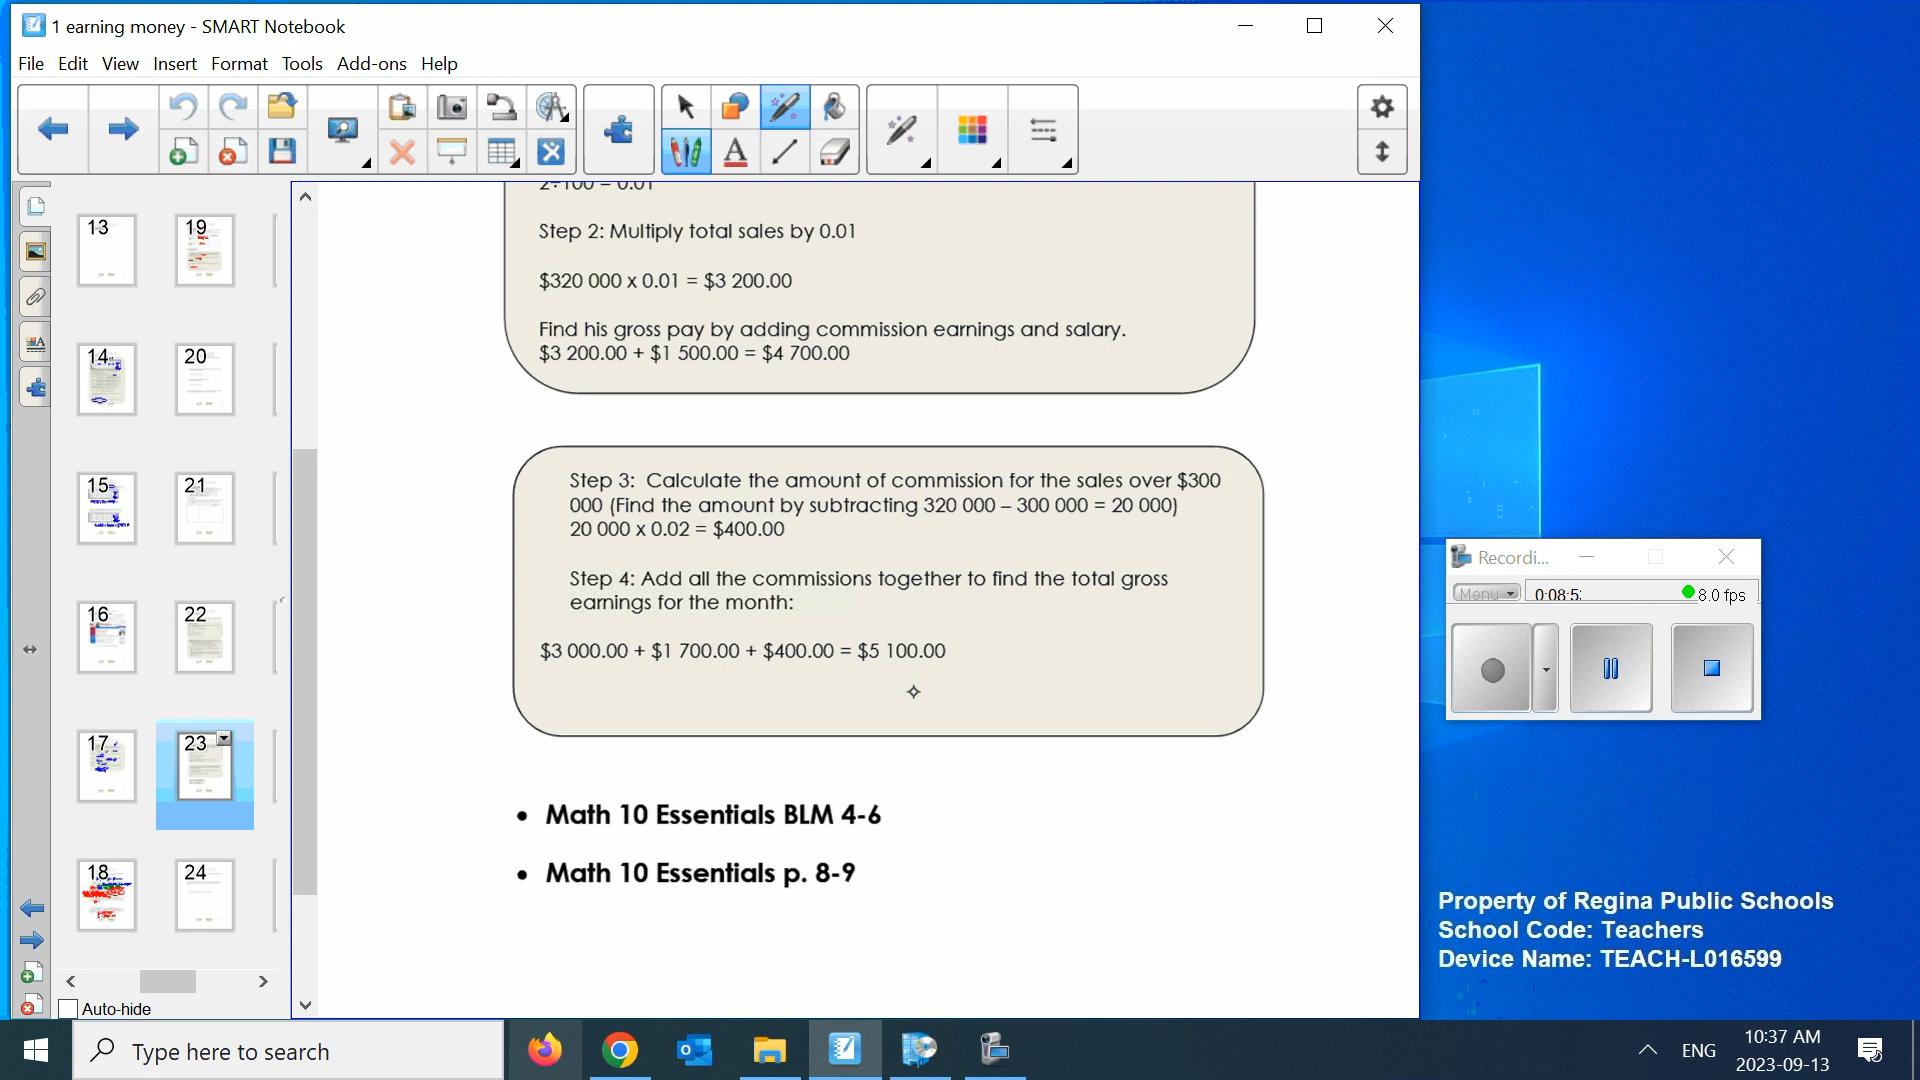 1 earning money - SMART Notebook
File Edit View Insert Format Tools Add-ons Help
13
19
14
20
15
21
16
22
17
23
18
24
Auto-hide
2÷100 = 0.01
Step 2: Multiply total sales by 0.01
$320 000 x 0.01 = $3 200.00
Find his gross pay by adding commission earnings and salary.
$3 200.00 + $1 500.00 = $4 700.00
Step 3: Calculate the amount of commission for the sales over $300
000 (Find the amount by subtracting 320 000 – 300 000 = 20 000)
20 000 x 0.02 = $400.00
Step 4: Add all the commissions together to find the total gross
earnings for the month:
$3 000.00 + $1 700.00 + $400.00 = $5 100.00
• Math 10 Essentials BLM 4-6
• Math 10 Essentials p. 8-9
Recordi...
Menu
8.0 fps
Property of Regina Public Schools
School Code: Teachers
Device Name: TEACH-L016599
Type here to search
ENG
10:37 AM
2023-09-13